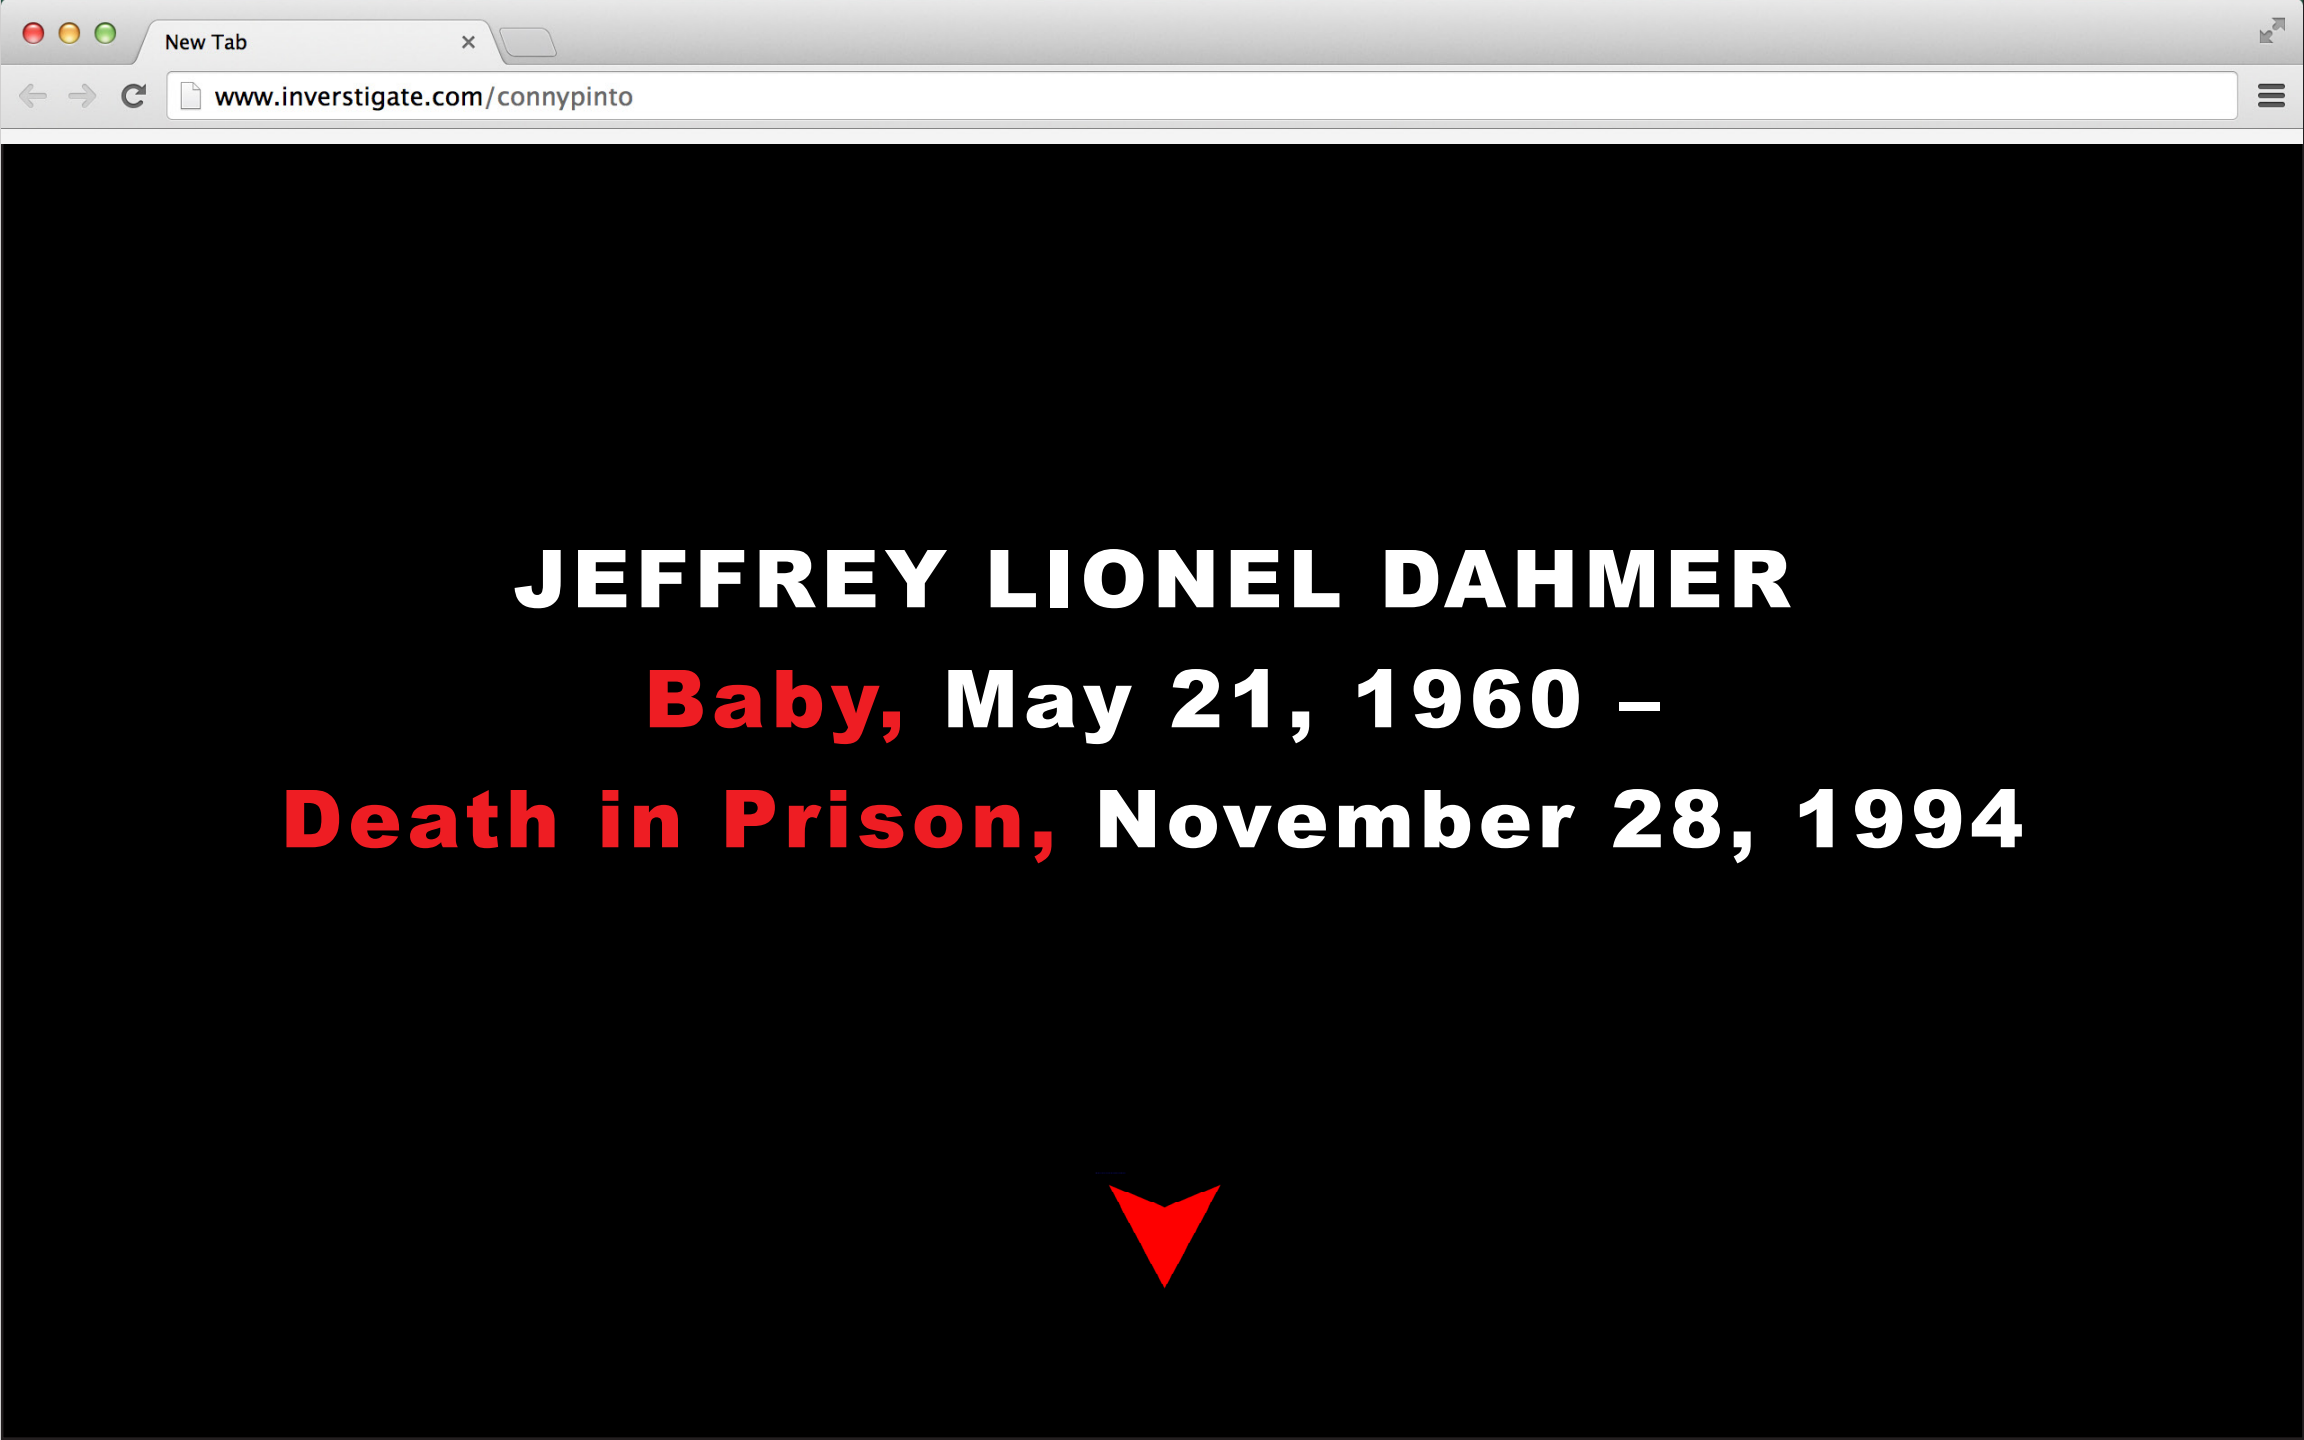 New Tab
www.inverstigate.com/connypinto
JEFFREY LIONEL DAHMER
Baby, May 21, 1960 –
Death in Prison, November 28, 1994